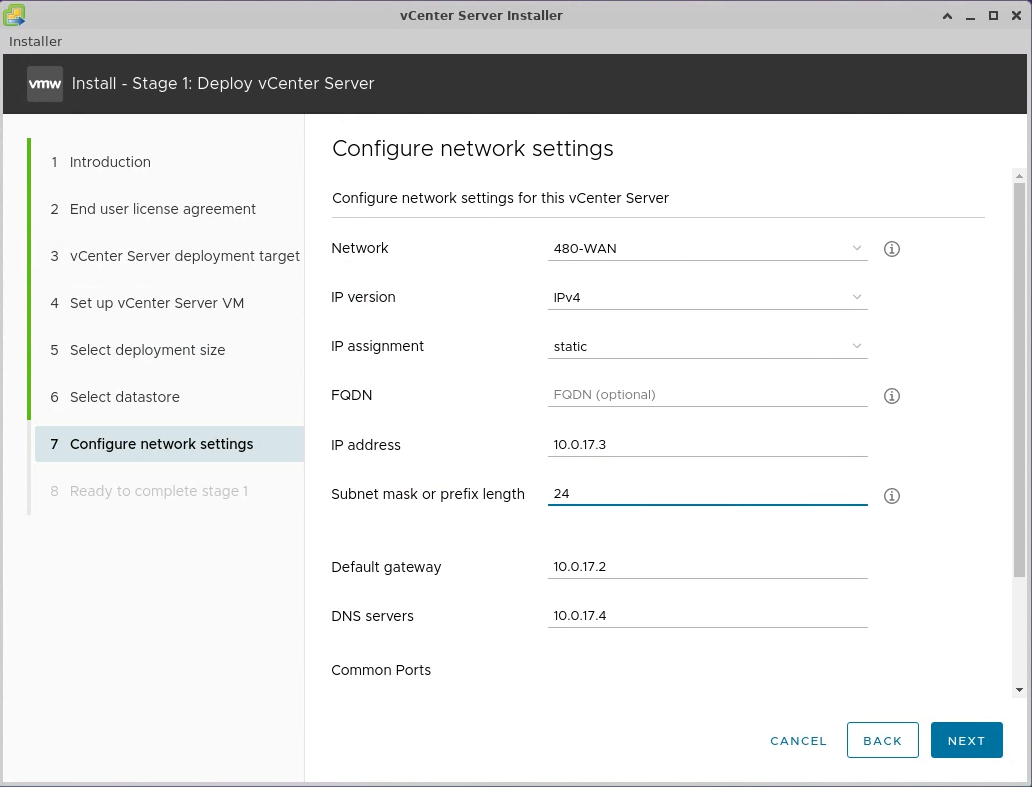 vCenter Server Installer
Installer
vmw Install - Stage 1: Deploy vCenter Server
1 Introduction
2 End user license agreement
3 vCenter Server deployment target
4 Set up vCenter Server VM
5 Select deployment size
6 Select datastore
7 Configure network settings
8 Ready to complete stage 1
Configure network settings
Configure network settings for this vCenter Server
Network 480-WAN
IP version IPv4
IP assignment static
FQDN FQDN (optional)
IP address 10.0.17.3
Subnet mask or prefix length 24
Default gateway 10.0.17.2
DNS servers 10.0.17.4
Common Ports
CANCEL BACK NEXT